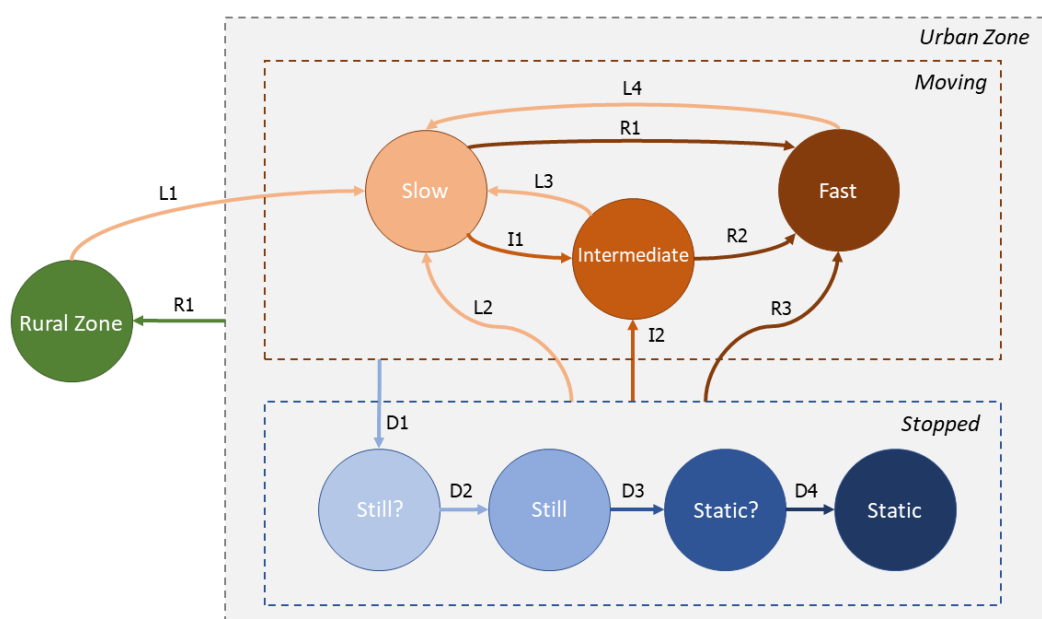 Urban Zone
Moving
L4
R1
Slow
Fast
L3
L1
I1
R2
Intermediate
L2
R3
R1
Rural Zone
I2
Stopped
D1
D2
D3
D4
Still?
Still
Static?
Static